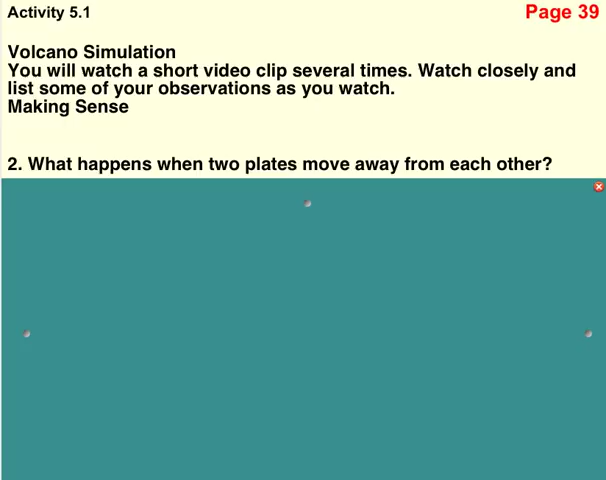 Activity 5.1
Page 39
Volcano Simulation
You will watch a short video clip several times. Watch closely and
list some of your observations as you watch.
Making Sense
2. What happens when two plates move away from each other?